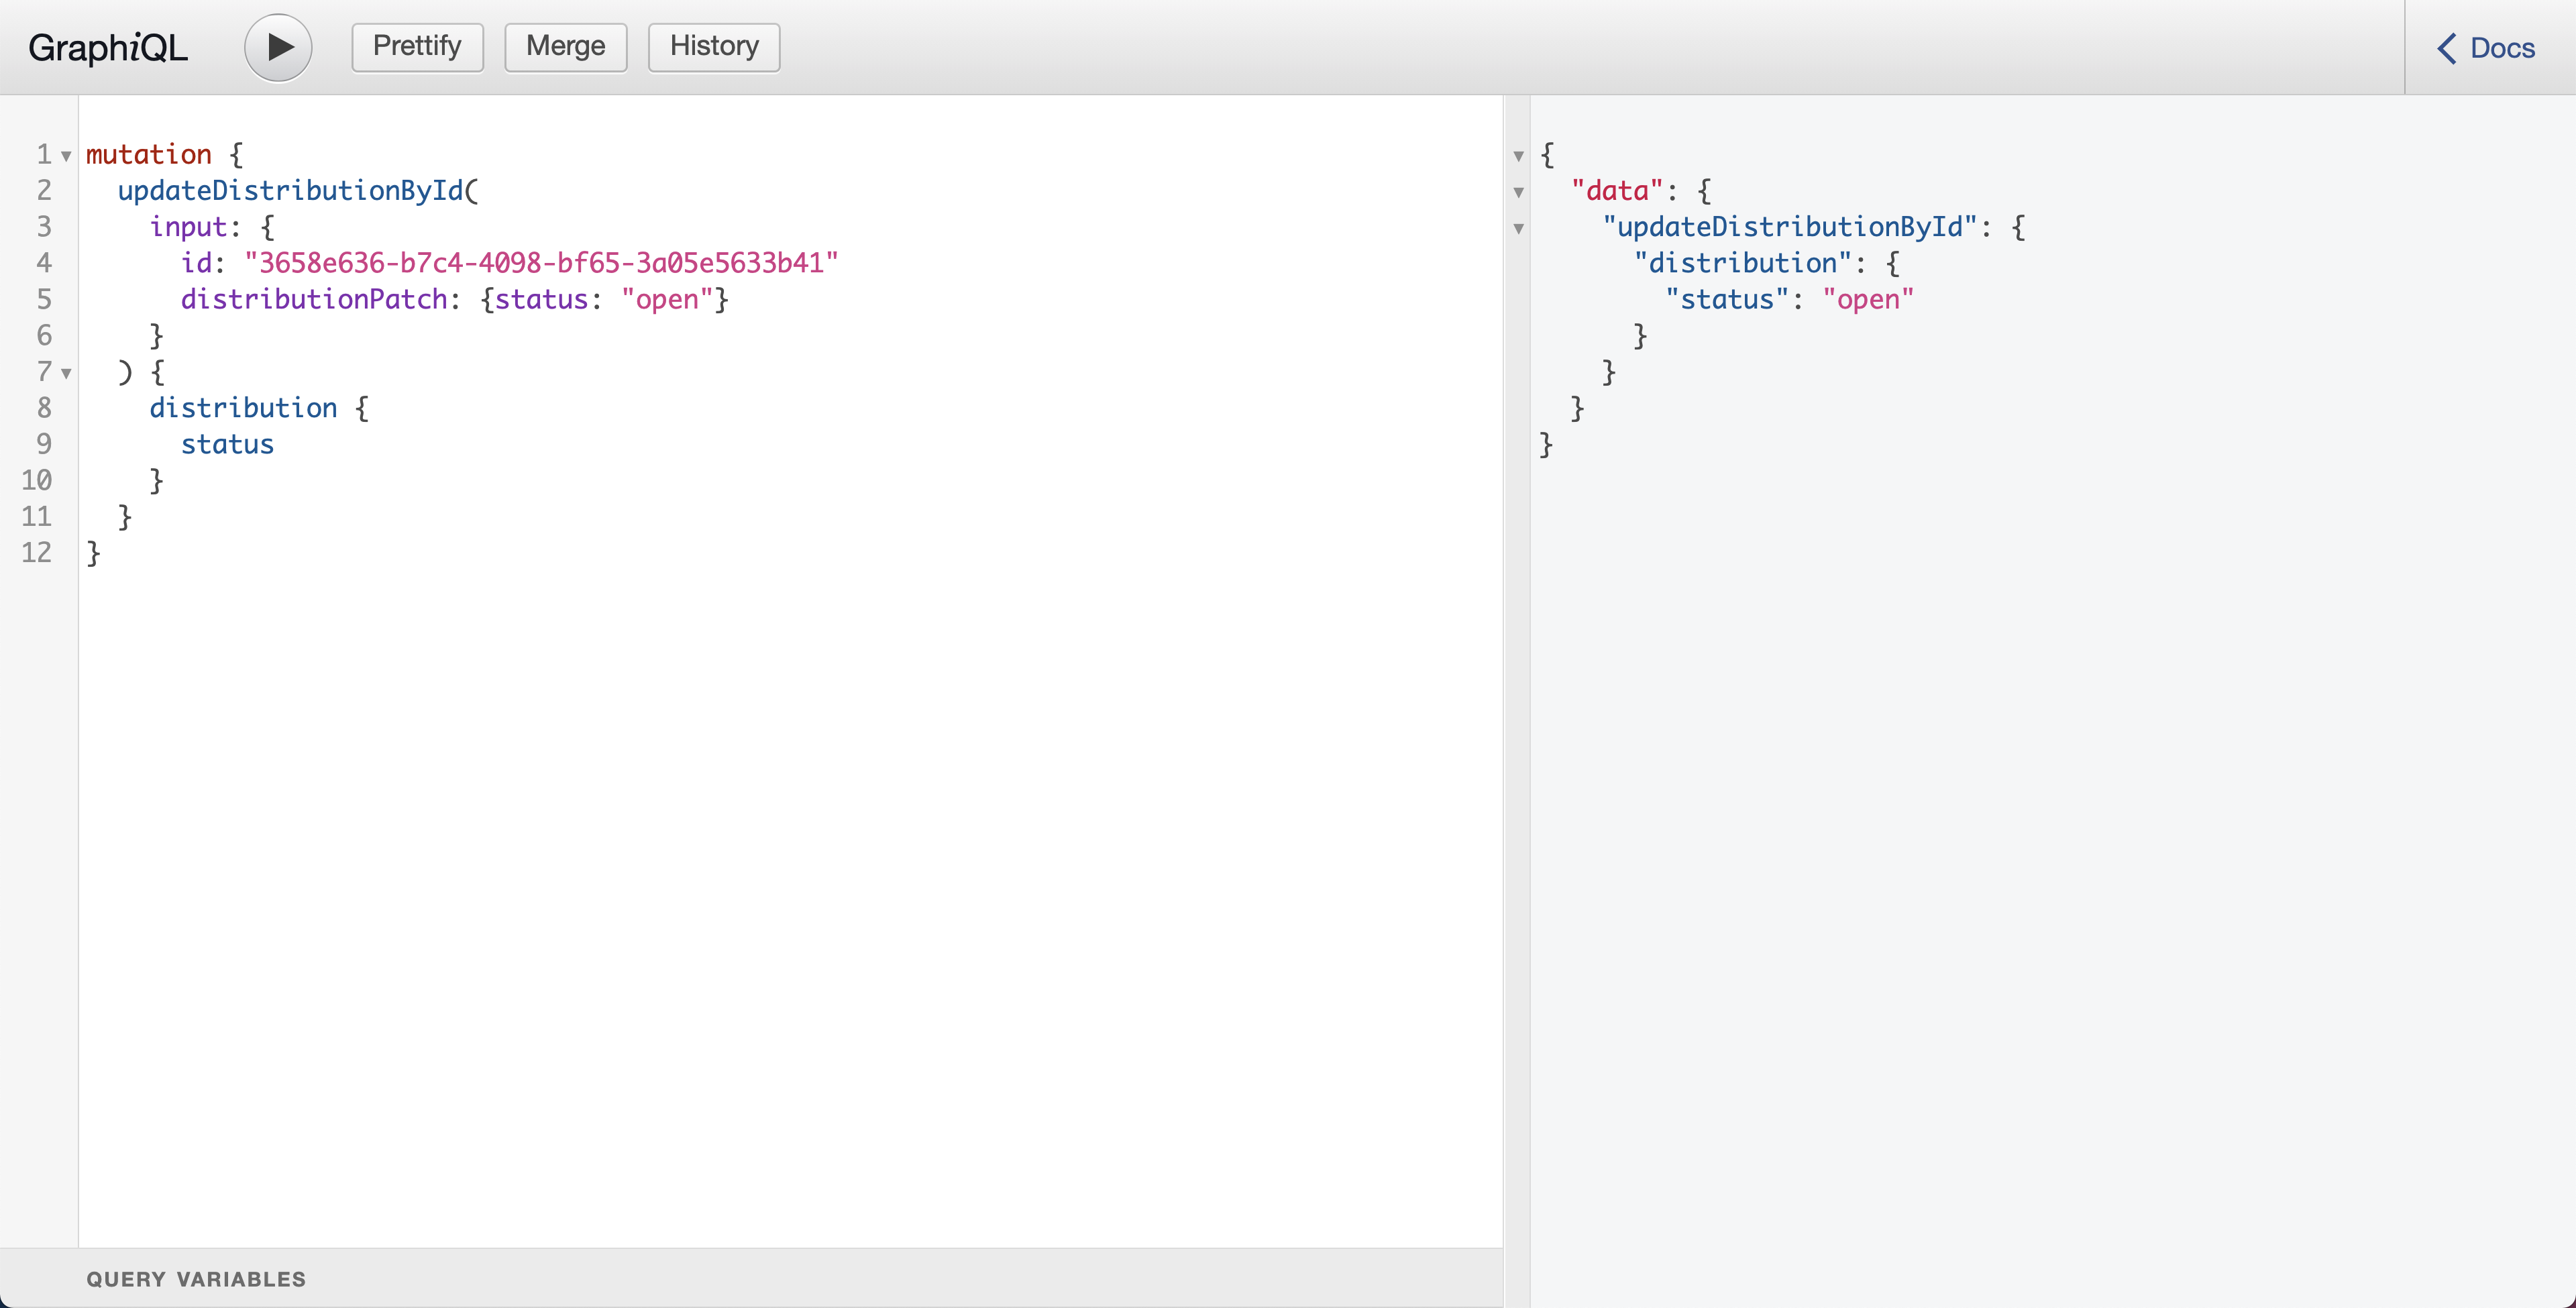 GraphiQL Prettify Merge History Docs
1 mutation {
2 updateDistributionById(
3 input: {
4 id: "3658e636-b7c4-4098-bf65-3a05e5633b41"
5 distributionPatch: {status: "open"}
6 }
7 ) {
8 distribution {
9 status
10 }
11 }
12 }
QUERY VARIABLES
{
"data": {
"updateDistributionById": {
"distribution": {
"status": "open"
}
}
}
}